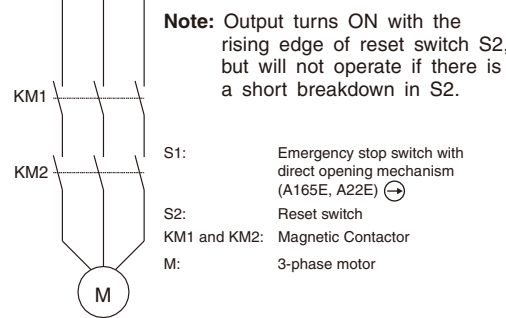 Note: Output turns ON with the
rising edge of reset switch S2,
but will not operate if there is
a short breakdown in S2.
KM1
KM2
M
S1: Emergency stop switch with
direct opening mechanism
(A165E, A22E)
S2: Reset switch
KM1 and KM2: Magnetic Contactor
M: 3-phase motor